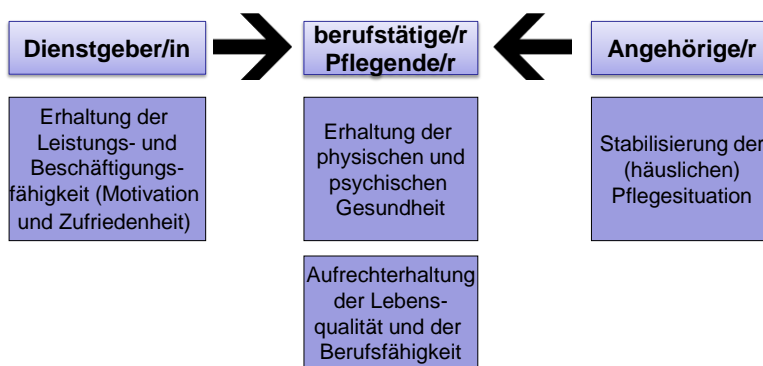 Dienstgeber/in
berufstätige/r
Pflegende/r
Angehörige/r
Erhaltung der
Leistungs- und
Beschäftigungs-
fähigkeit (Motivation
und Zufriedenheit)
Erhaltung der
physischen und
psychischen
Gesundheit
Stabilisierung der
(häuslichen)
Pflegesituation
Aufrechterhaltung
der Lebens-
qualität und der
Berufsfähigkeit